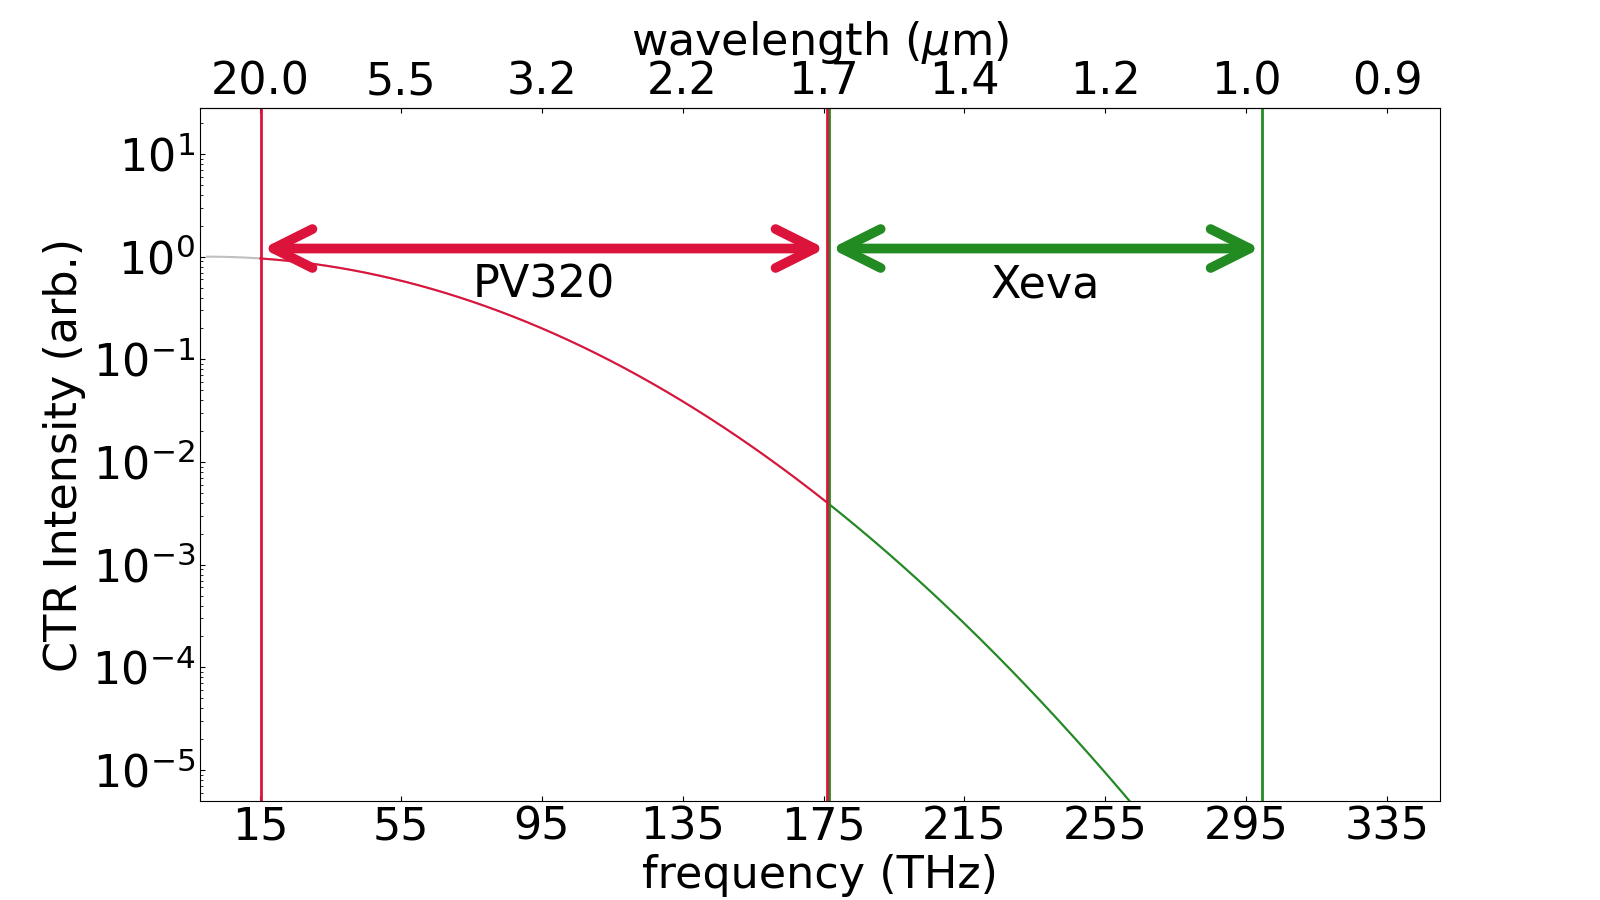 wavelength (μm)
20.0 5.5 3.2 2.2 1.7 1.4 1.2 1.0 0.9
10¹
10⁰
10⁻¹
10⁻²
10⁻³
10⁻⁴
10⁻⁵
CTR Intensity (arb.)
PV320
Xeva
15 55 95 135 175 215 255 295 335
frequency (THz)